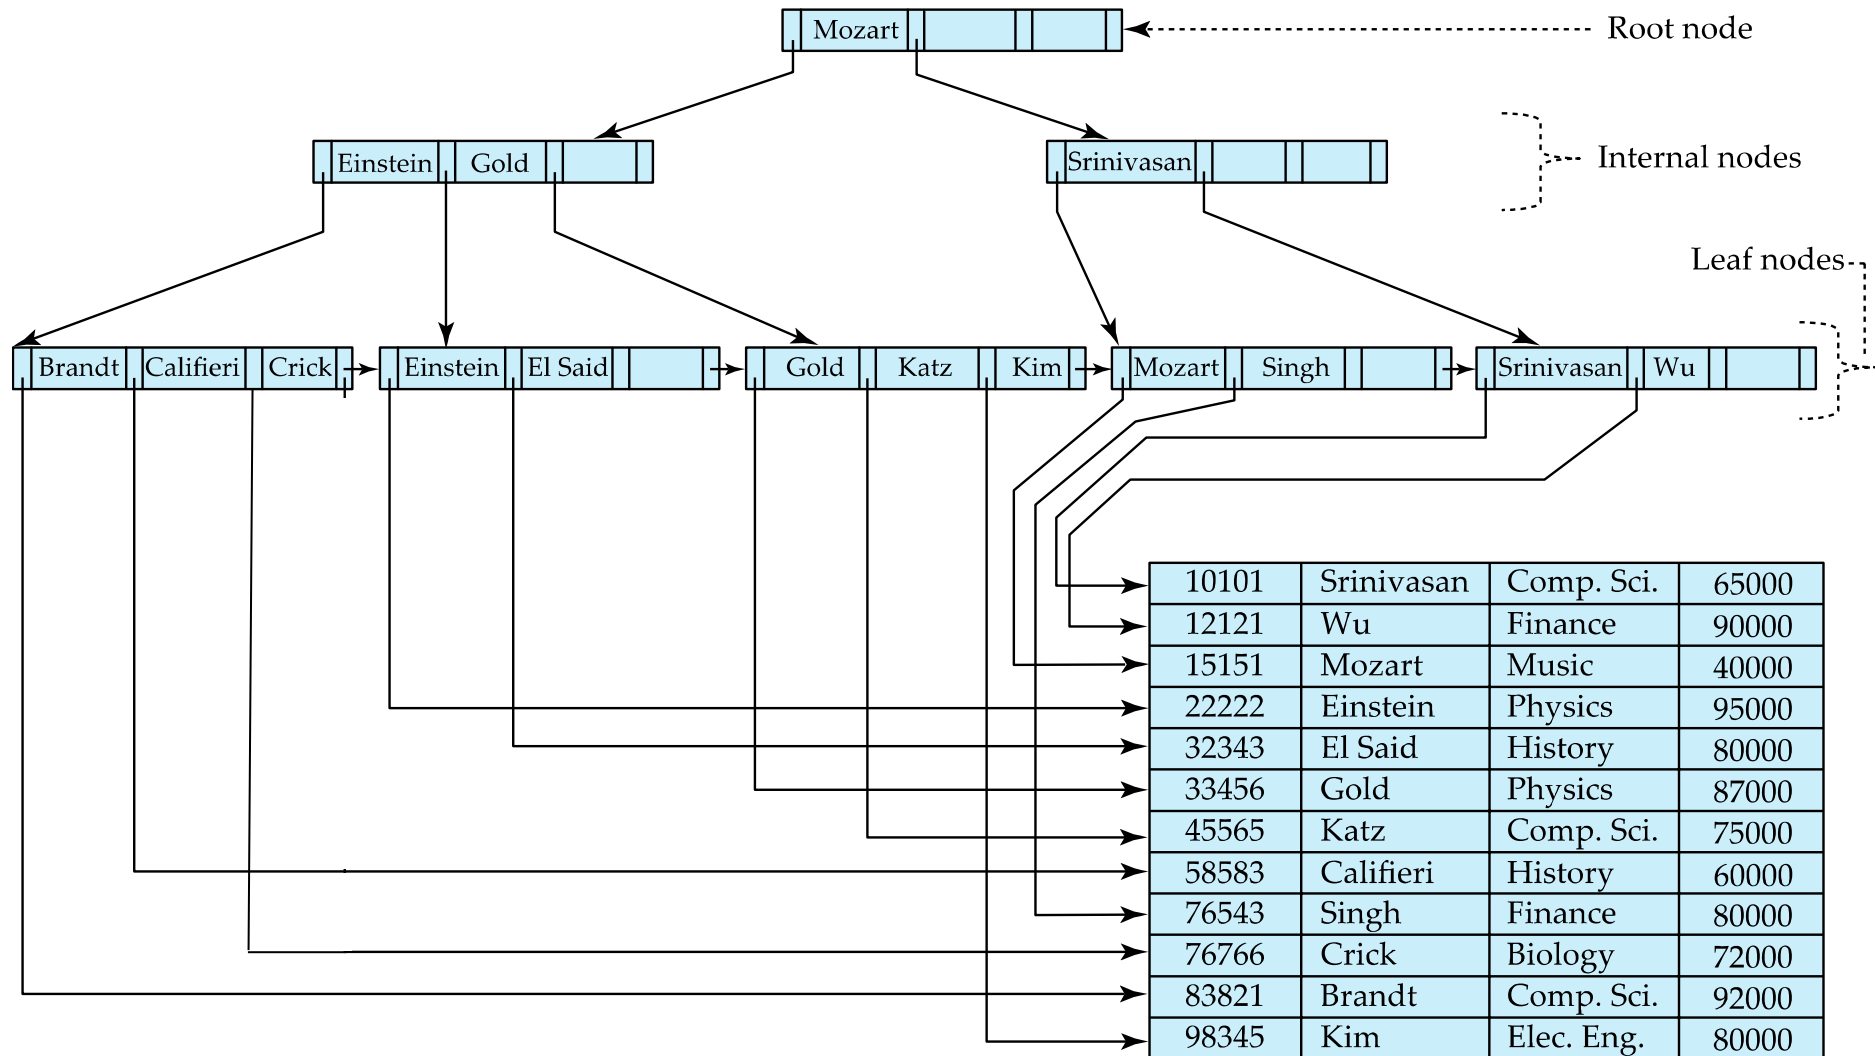 Mozart
Root node
Einstein Gold
Srinivasan
Internal nodes
Leaf nodes
Brandt Califieri Crick
Einstein El Said
Gold Katz Kim
Mozart Singh
Srinivasan Wu
10101 Srinivasan Comp. Sci. 65000
12121 Wu Finance 90000
15151 Mozart Music 40000
22222 Einstein Physics 95000
32343 El Said History 80000
33456 Gold Physics 87000
45565 Katz Comp. Sci. 75000
58583 Califieri History 60000
76543 Singh Finance 80000
76766 Crick Biology 72000
83821 Brandt Comp. Sci. 92000
98345 Kim Elec. Eng. 80000